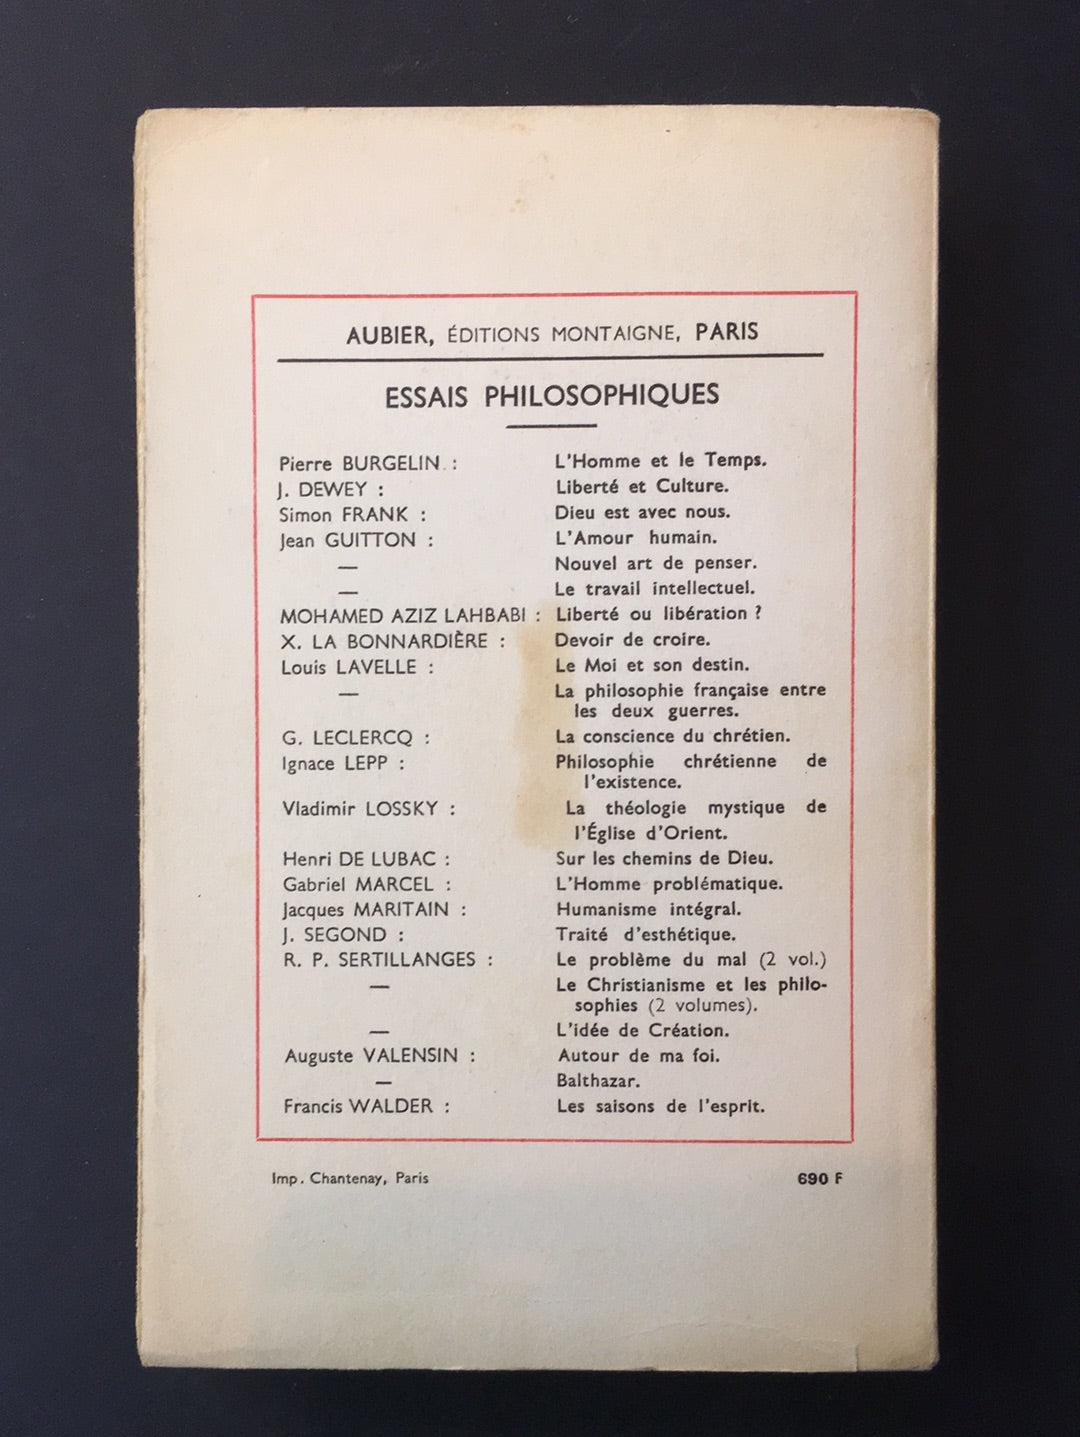 AUBIER, ÉDITIONS MONTAIGNE, PARIS
ESSAIS PHILOSOPHIQUES
Pierre BURGELIN : L'Homme et le Temps.
J. DEWEY : Liberté et Culture.
Simon FRANK : Dieu est avec nous.
Jean GUITTON : L'Amour humain.
— Nouvel art de penser.
— Le travail intellectuel.
MOHAMED AZIZ LAHBABI : Liberté ou libération ?
X. LA BONNARDIÈRE : Devoir de croire.
Louis LAVELLE : Le Moi et son destin.
— La philosophie française entre
les deux guerres.
G. LECLERCQ : La conscience du chrétien.
Ignace LEPP : Philosophie chrétienne de
l'existence.
Vladimir LOSSKY : La théologie mystique de
l'Église d'Orient.
Henri DE LUBAC : Sur les chemins de Dieu.
Gabriel MARCEL : L'Homme problématique.
Jacques MARITAIN : Humanisme intégral.
J. SEGOND : Traité d'esthétique.
R. P. SERTILLANGES : Le problème du mal (2 vol.)
— Le Christianisme et les philo-
sophies (2 volumes).
— L'idée de Création.
Auguste VALENSIN : Autour de ma foi.
— Balthazar.
Francis WALDER : Les saisons de l'esprit.
Imp. Chantenay, Paris 690 F